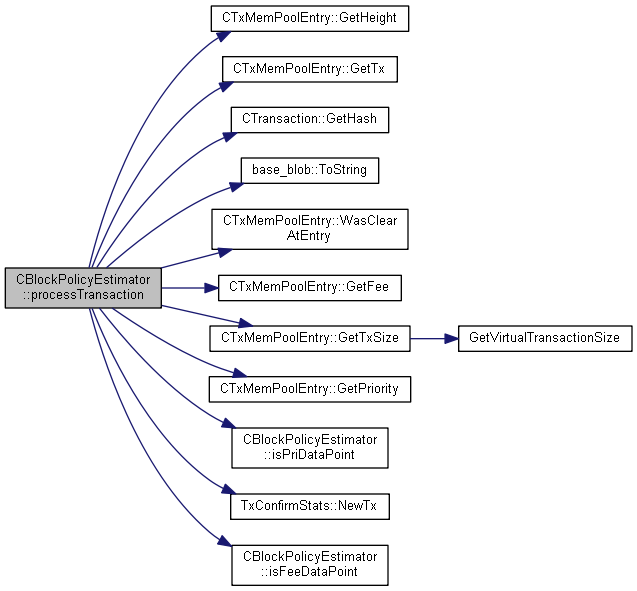 CTxMemPoolEntry::GetHeight
CTxMemPoolEntry::GetTx
CTransaction::GetHash
base_blob::ToString
CTxMemPoolEntry::WasClear
AtEntry
CBlockPolicyEstimator
::processTransaction
CTxMemPoolEntry::GetFee
CTxMemPoolEntry::GetTxSize
GetVirtualTransactionSize
CTxMemPoolEntry::GetPriority
CBlockPolicyEstimator
::isPriDataPoint
TxConfirmStats::NewTx
CBlockPolicyEstimator
::isFeeDataPoint